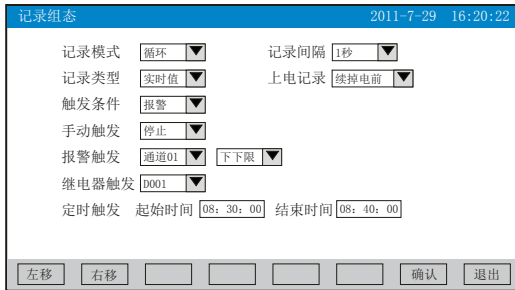 记录组态 2011-7-29 16:20:22
记录模式 循环 记录间隔 1秒
记录类型 实时值 上电记录 续掉电前
触发条件 报警
手动触发 停止
报警触发 通道01 下下限
继电器触发 D001
定时触发 起始时间 08：30：00 结束时间 08：40：00
左移 右移 确认 退出